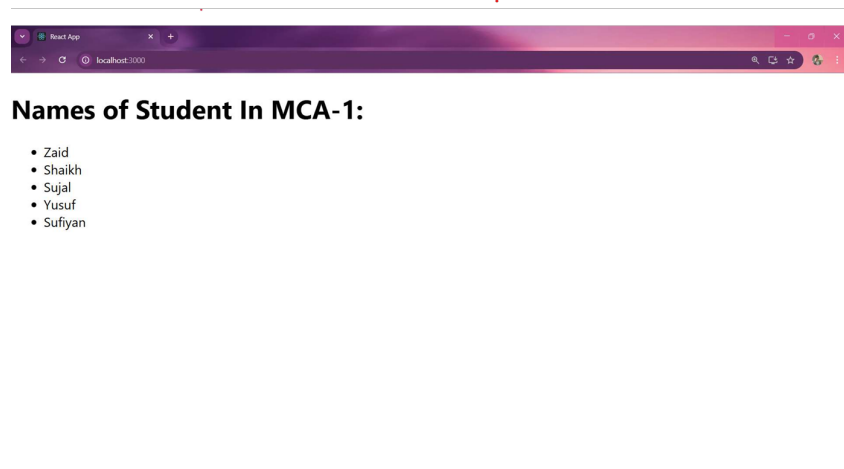 React App
localhost:3000
Names of Student In MCA-1:
Zaid
Shaikh
Sujal
Yusuf
Sufiyan